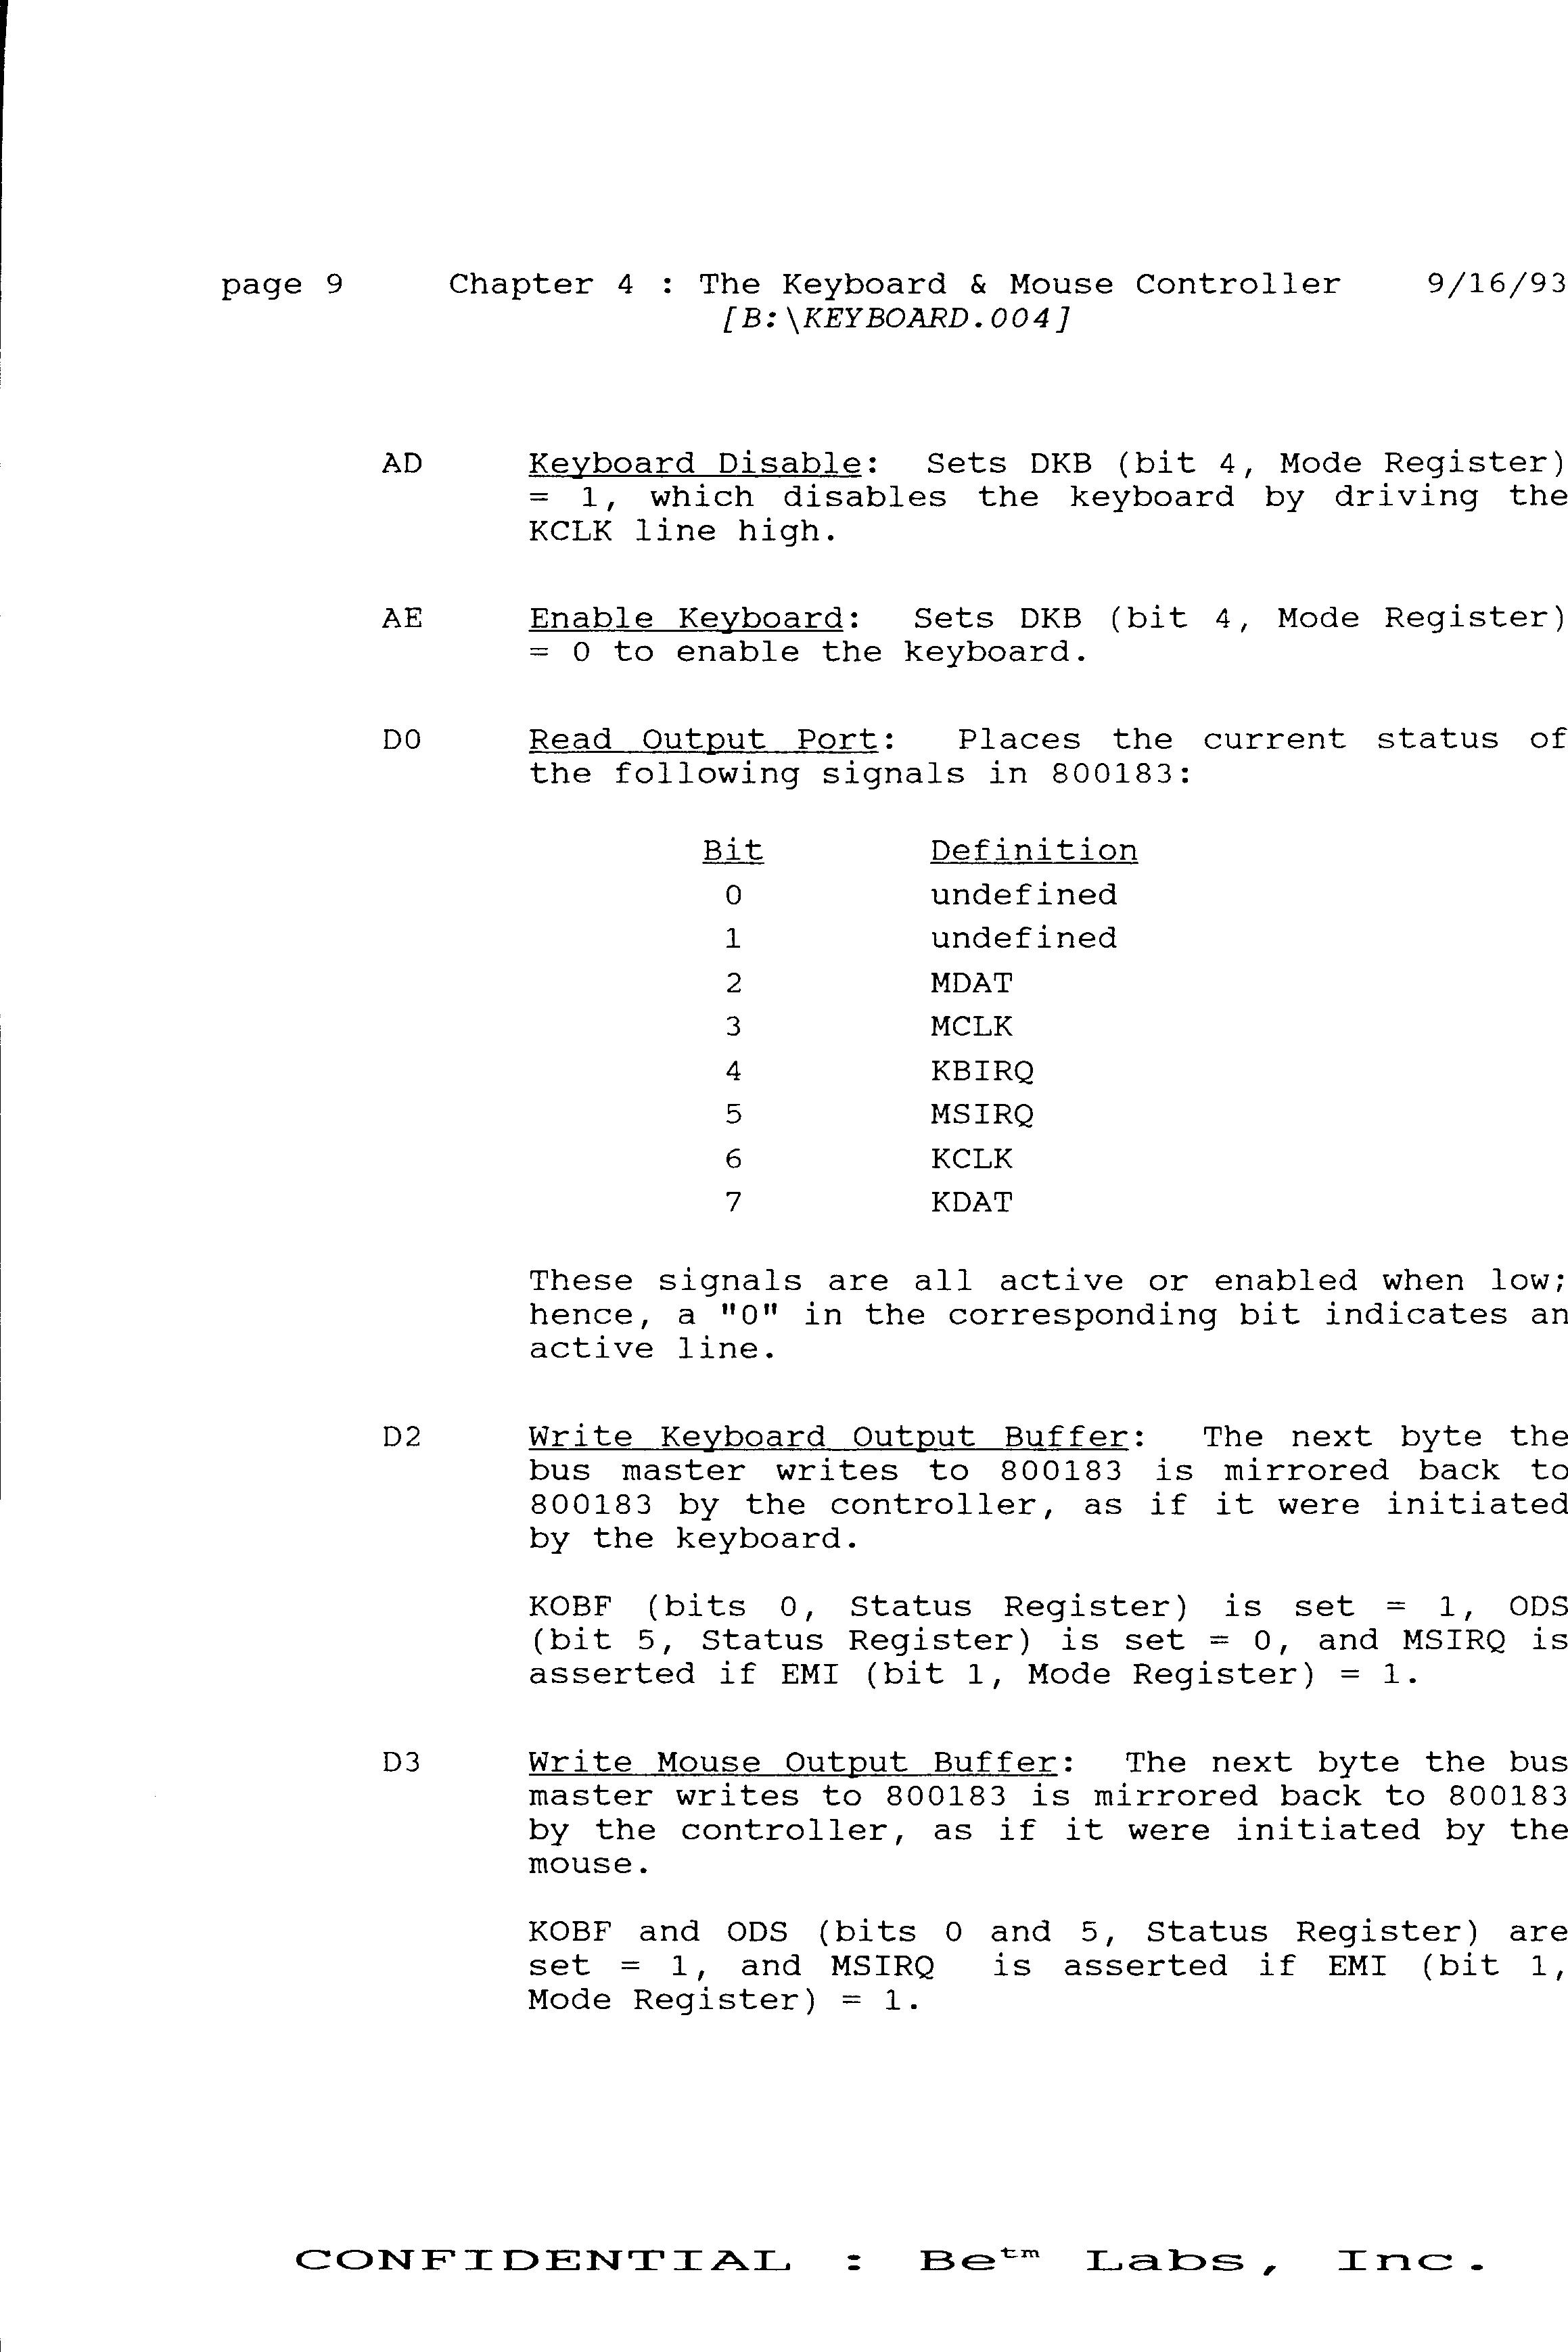 page 9 Chapter 4 : The Keyboard & Mouse Controller 9/16/93
[B:\KEYBOARD.004]
AD Keyboard Disable: Sets DKB (bit 4, Mode Register)
= 1, which disables the keyboard by driving the
KCLK line high.
AE Enable Keyboard: Sets DKB (bit 4, Mode Register)
= 0 to enable the keyboard.
D0 Read Output Port: Places the current status of
the following signals in 800183:
Bit Definition
0 undefined
1 undefined
2 MDAT
3 MCLK
4 KBIRQ
5 MSIRQ
6 KCLK
7 KDAT
These signals are all active or enabled when low;
hence, a "0" in the corresponding bit indicates an
active line.
D2 Write Keyboard Output Buffer: The next byte the
bus master writes to 800183 is mirrored back to
800183 by the controller, as if it were initiated
by the keyboard.
KOBF (bits 0, Status Register) is set = 1, ODS
(bit 5, Status Register) is set = 0, and MSIRQ is
asserted if EMI (bit 1, Mode Register) = 1.
D3 Write Mouse Output Buffer: The next byte the bus
master writes to 800183 is mirrored back to 800183
by the controller, as if it were initiated by the
mouse.
KOBF and ODS (bits 0 and 5, Status Register) are
set = 1, and MSIRQ is asserted if EMI (bit 1,
Mode Register) = 1.
CONFIDENTIAL : Be™ Labs, Inc.